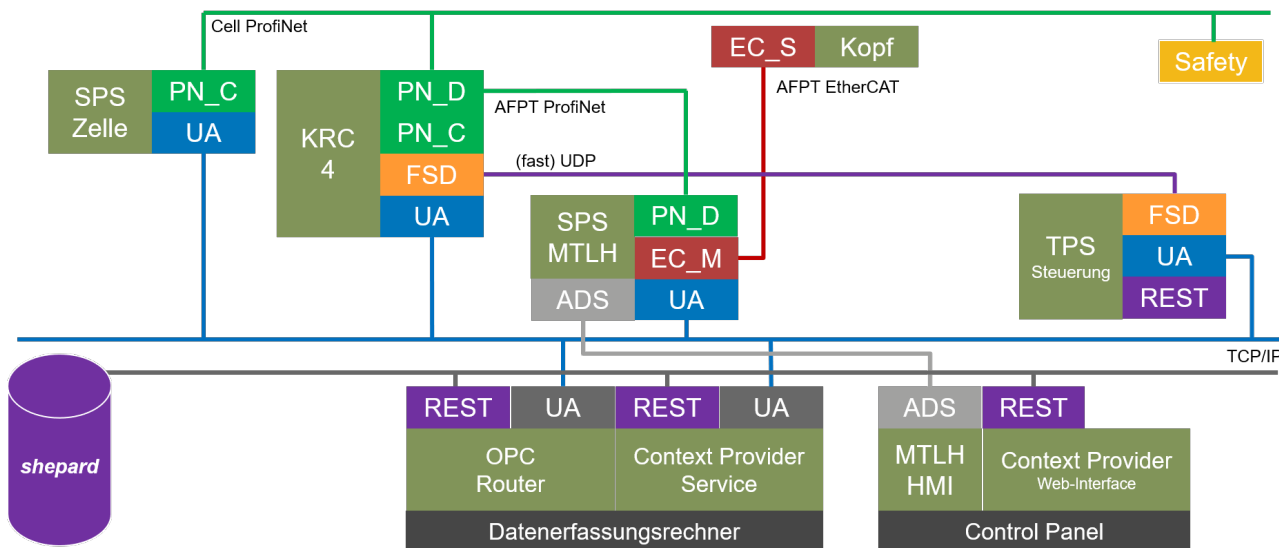 Cell ProfiNet
EC_S
Kopf
Safety
SPS
Zelle
PN_C
UA
KRC
4
PN_D
PN_C
FSD
UA
AFPT ProfiNet
AFPT EtherCAT
(fast) UDP
SPS
MTLH
PN_D
EC_M
ADS
UA
TPS
Steuerung
FSD
UA
REST
TCP/IP
shepard
REST
UA
REST
UA
OPC
Router
Context Provider
Service
Datenerfassungsrechner
ADS
REST
MTLH
HMI
Context Provider
Web-Interface
Control Panel